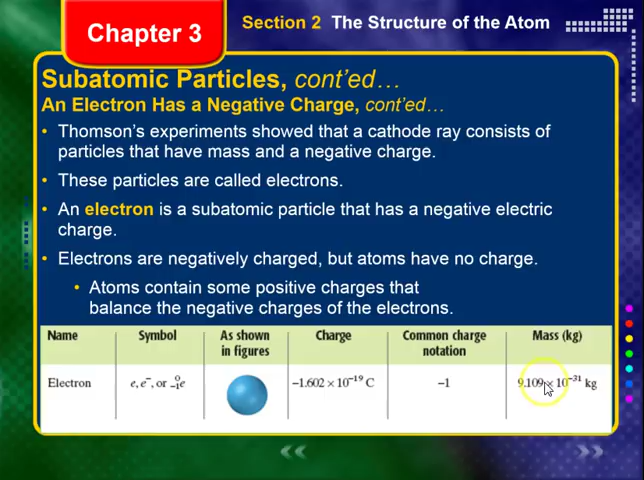 Chapter 3
Section 2 The Structure of the Atom
Subatomic Particles, cont'ed…
An Electron Has a Negative Charge, cont'ed…
• Thomson's experiments showed that a cathode ray consists of
particles that have mass and a negative charge.
• These particles are called electrons.
• An electron is a subatomic particle that has a negative electric
charge.
• Electrons are negatively charged, but atoms have no charge.
• Atoms contain some positive charges that
balance the negative charges of the electrons.
Name Symbol As shown in figures Charge Common charge notation Mass (kg)
Electron e, e⁻, or ⁰₋₁e −1.602 × 10⁻¹⁹ C −1 9.109 × 10⁻³¹ kg